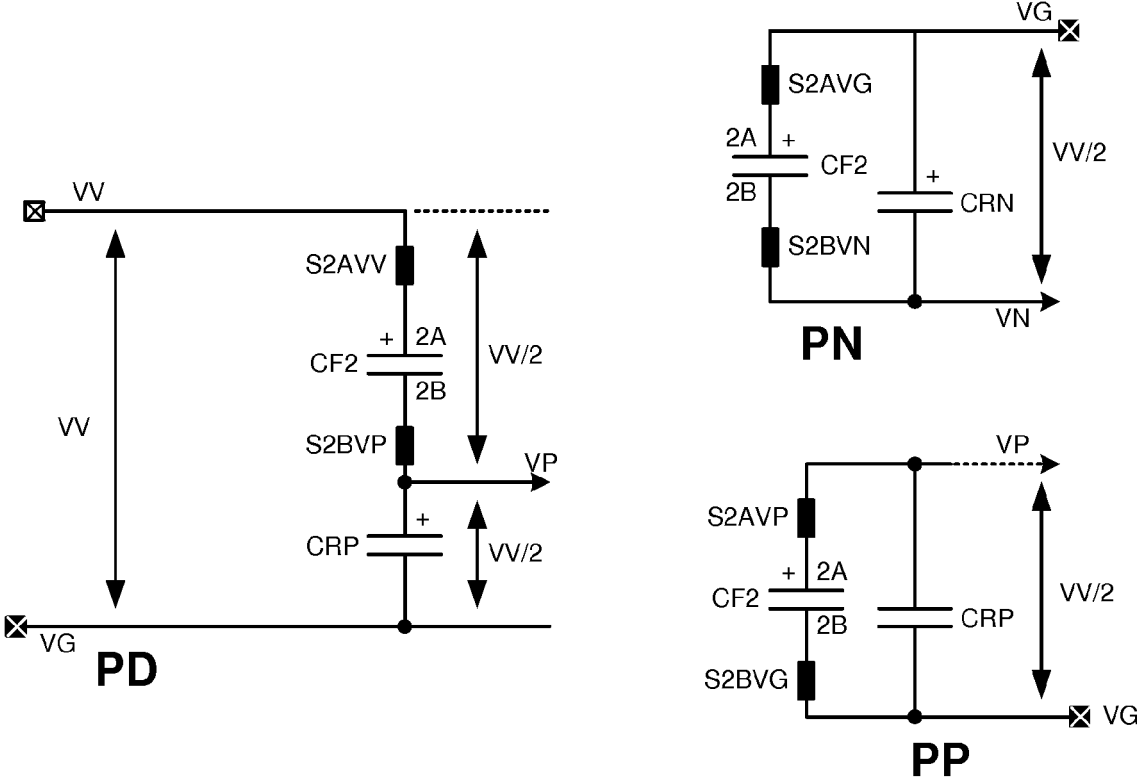 VV
S2AVV
+ 2A
CF2
2B
VV/2
VV
S2BVP
VP
+
CRP
VV/2
VG
PD
VG
S2AVG
2A +
CF2
2B
+
CRN
VV/2
S2BVN
VN
PN
VP
S2AVP
+ 2A
CF2
2B
CRP
VV/2
S2BVG
VG
PP